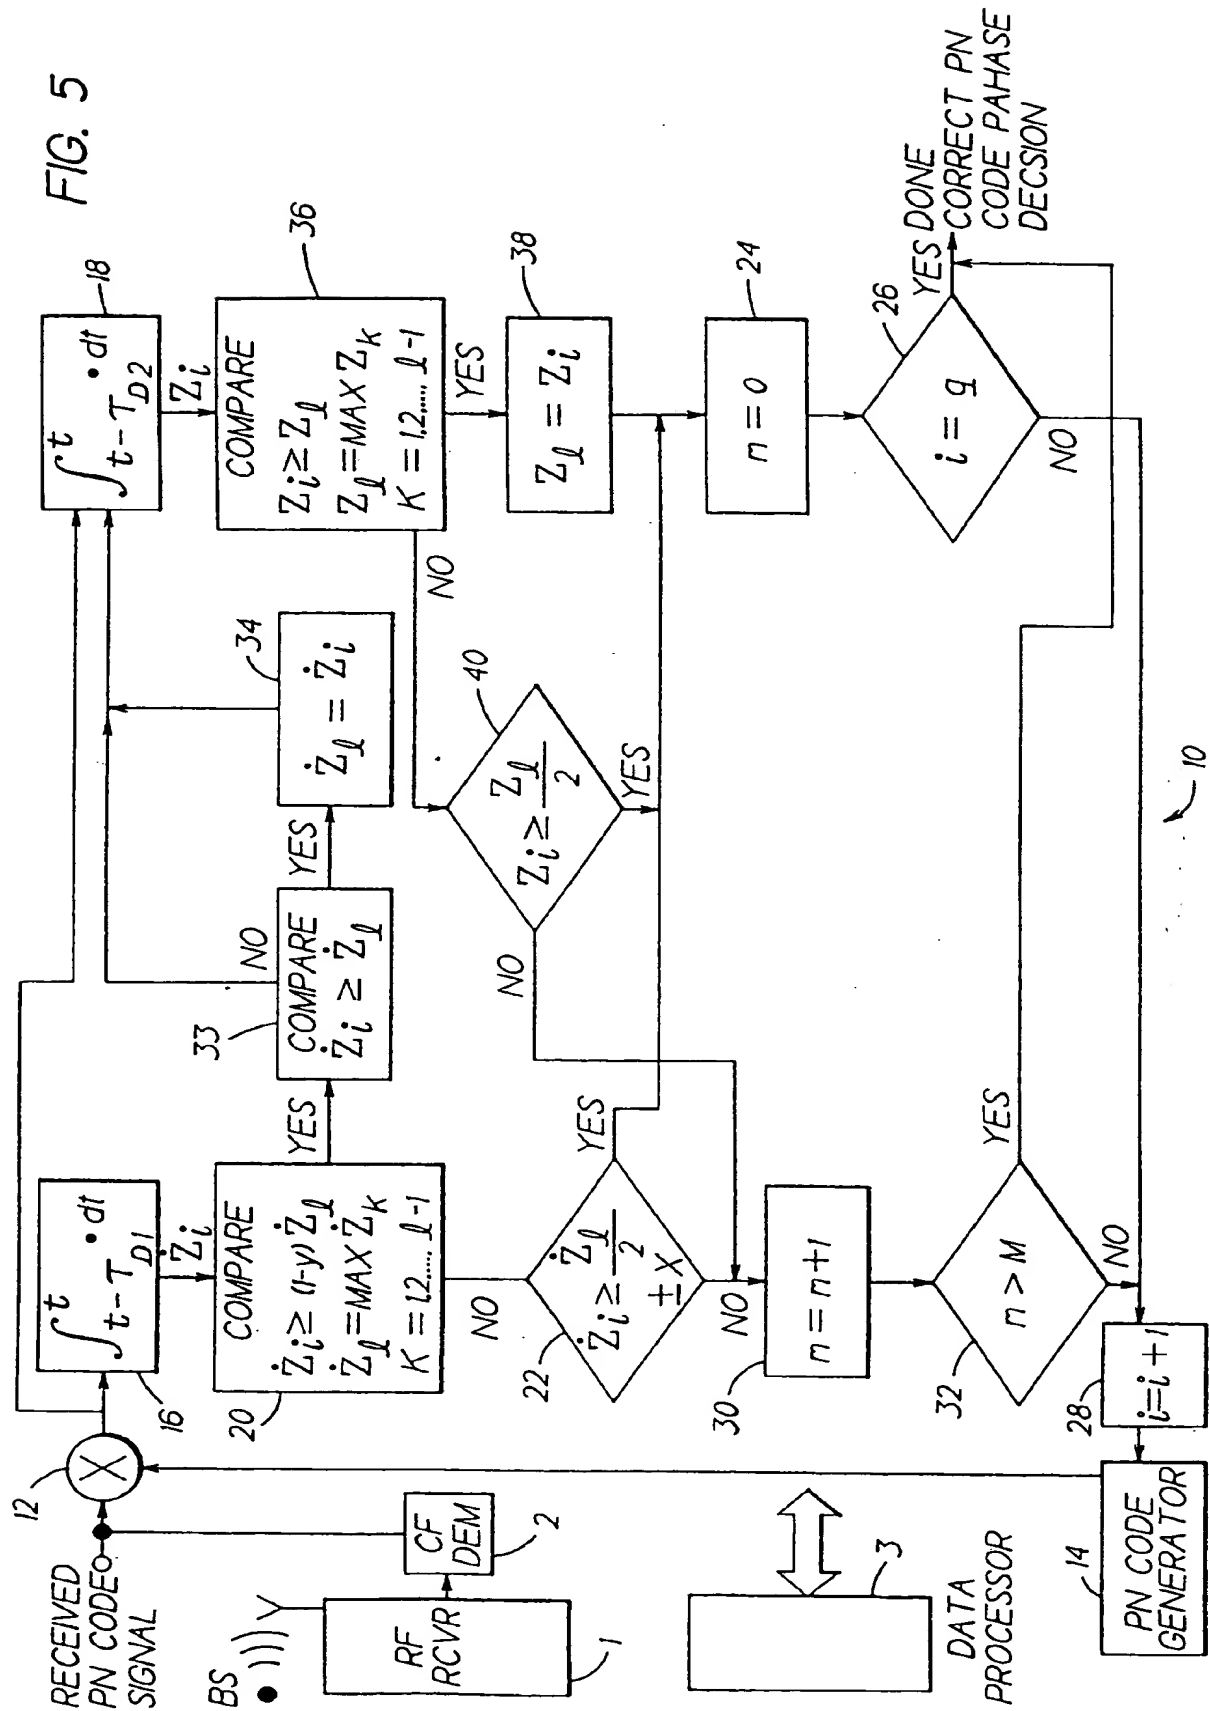 FIG. 5
RECEIVED
PN CODE
SIGNAL
12
X
16
∫ᵗ t-T_D1 •dt
Żi
18
∫ᵗ t-T_D2 •dt
Zi
BS
RF
RCVR
1
CF
DEM
2
20
COMPARE
Żi ≥ (1-y) Żℓ
Żℓ = MAX Żk
K = 1,2,.... ℓ-1
YES
NO
33
COMPARE
Żi ≥ Żℓ
NO
YES
34
Żℓ = Żi
36
COMPARE
Zi ≥ Zℓ
Zℓ = MAX Zk
K = 1,2,.... ℓ-1
NO
YES
22
Żi ≥ Żℓ/2
± X
YES
NO
40
Zi ≥ Zℓ/2
NO
YES
38
Zℓ = Zi
30
m = m+1
24
m = 0
32
m > M
YES
NO
26
i = q
YES
NO
DONE
CORRECT PN
CODE PAHASE
DECSION
3
DATA
PROCESSOR
14
PN CODE
GENERATOR
28
i = i + 1
10